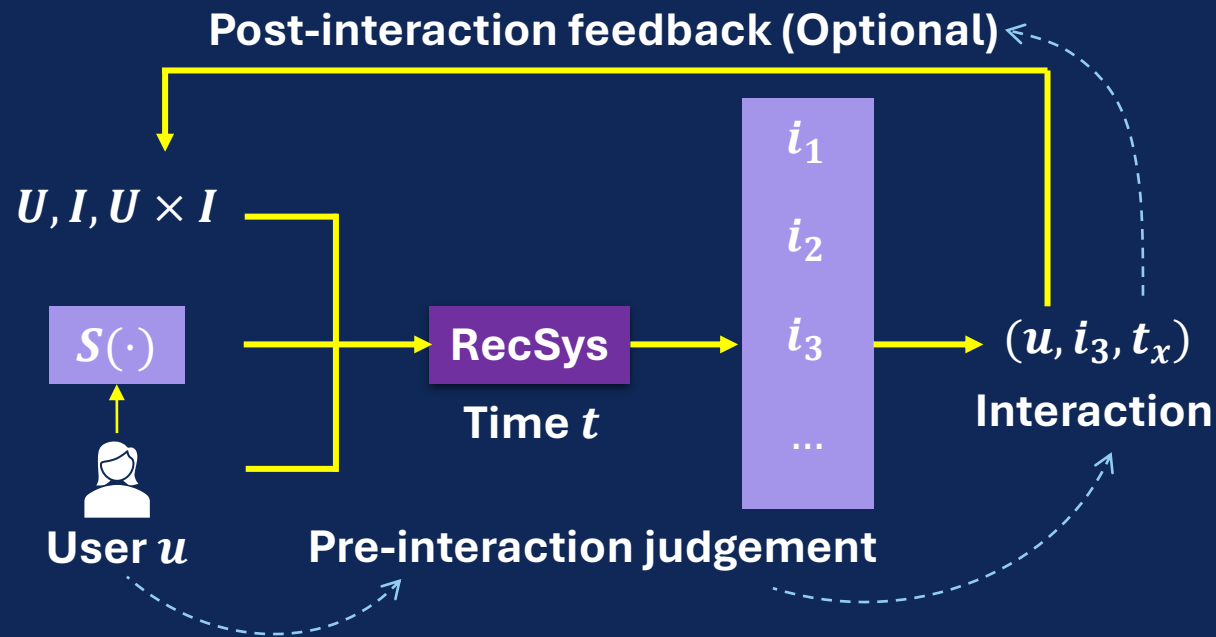 Post-interaction feedback (Optional)
U, I, U × I
S(·)
User u
RecSys
Time t
i₁
i₂
i₃
...
(u, i₃, tₓ)
Interaction
Pre-interaction judgement